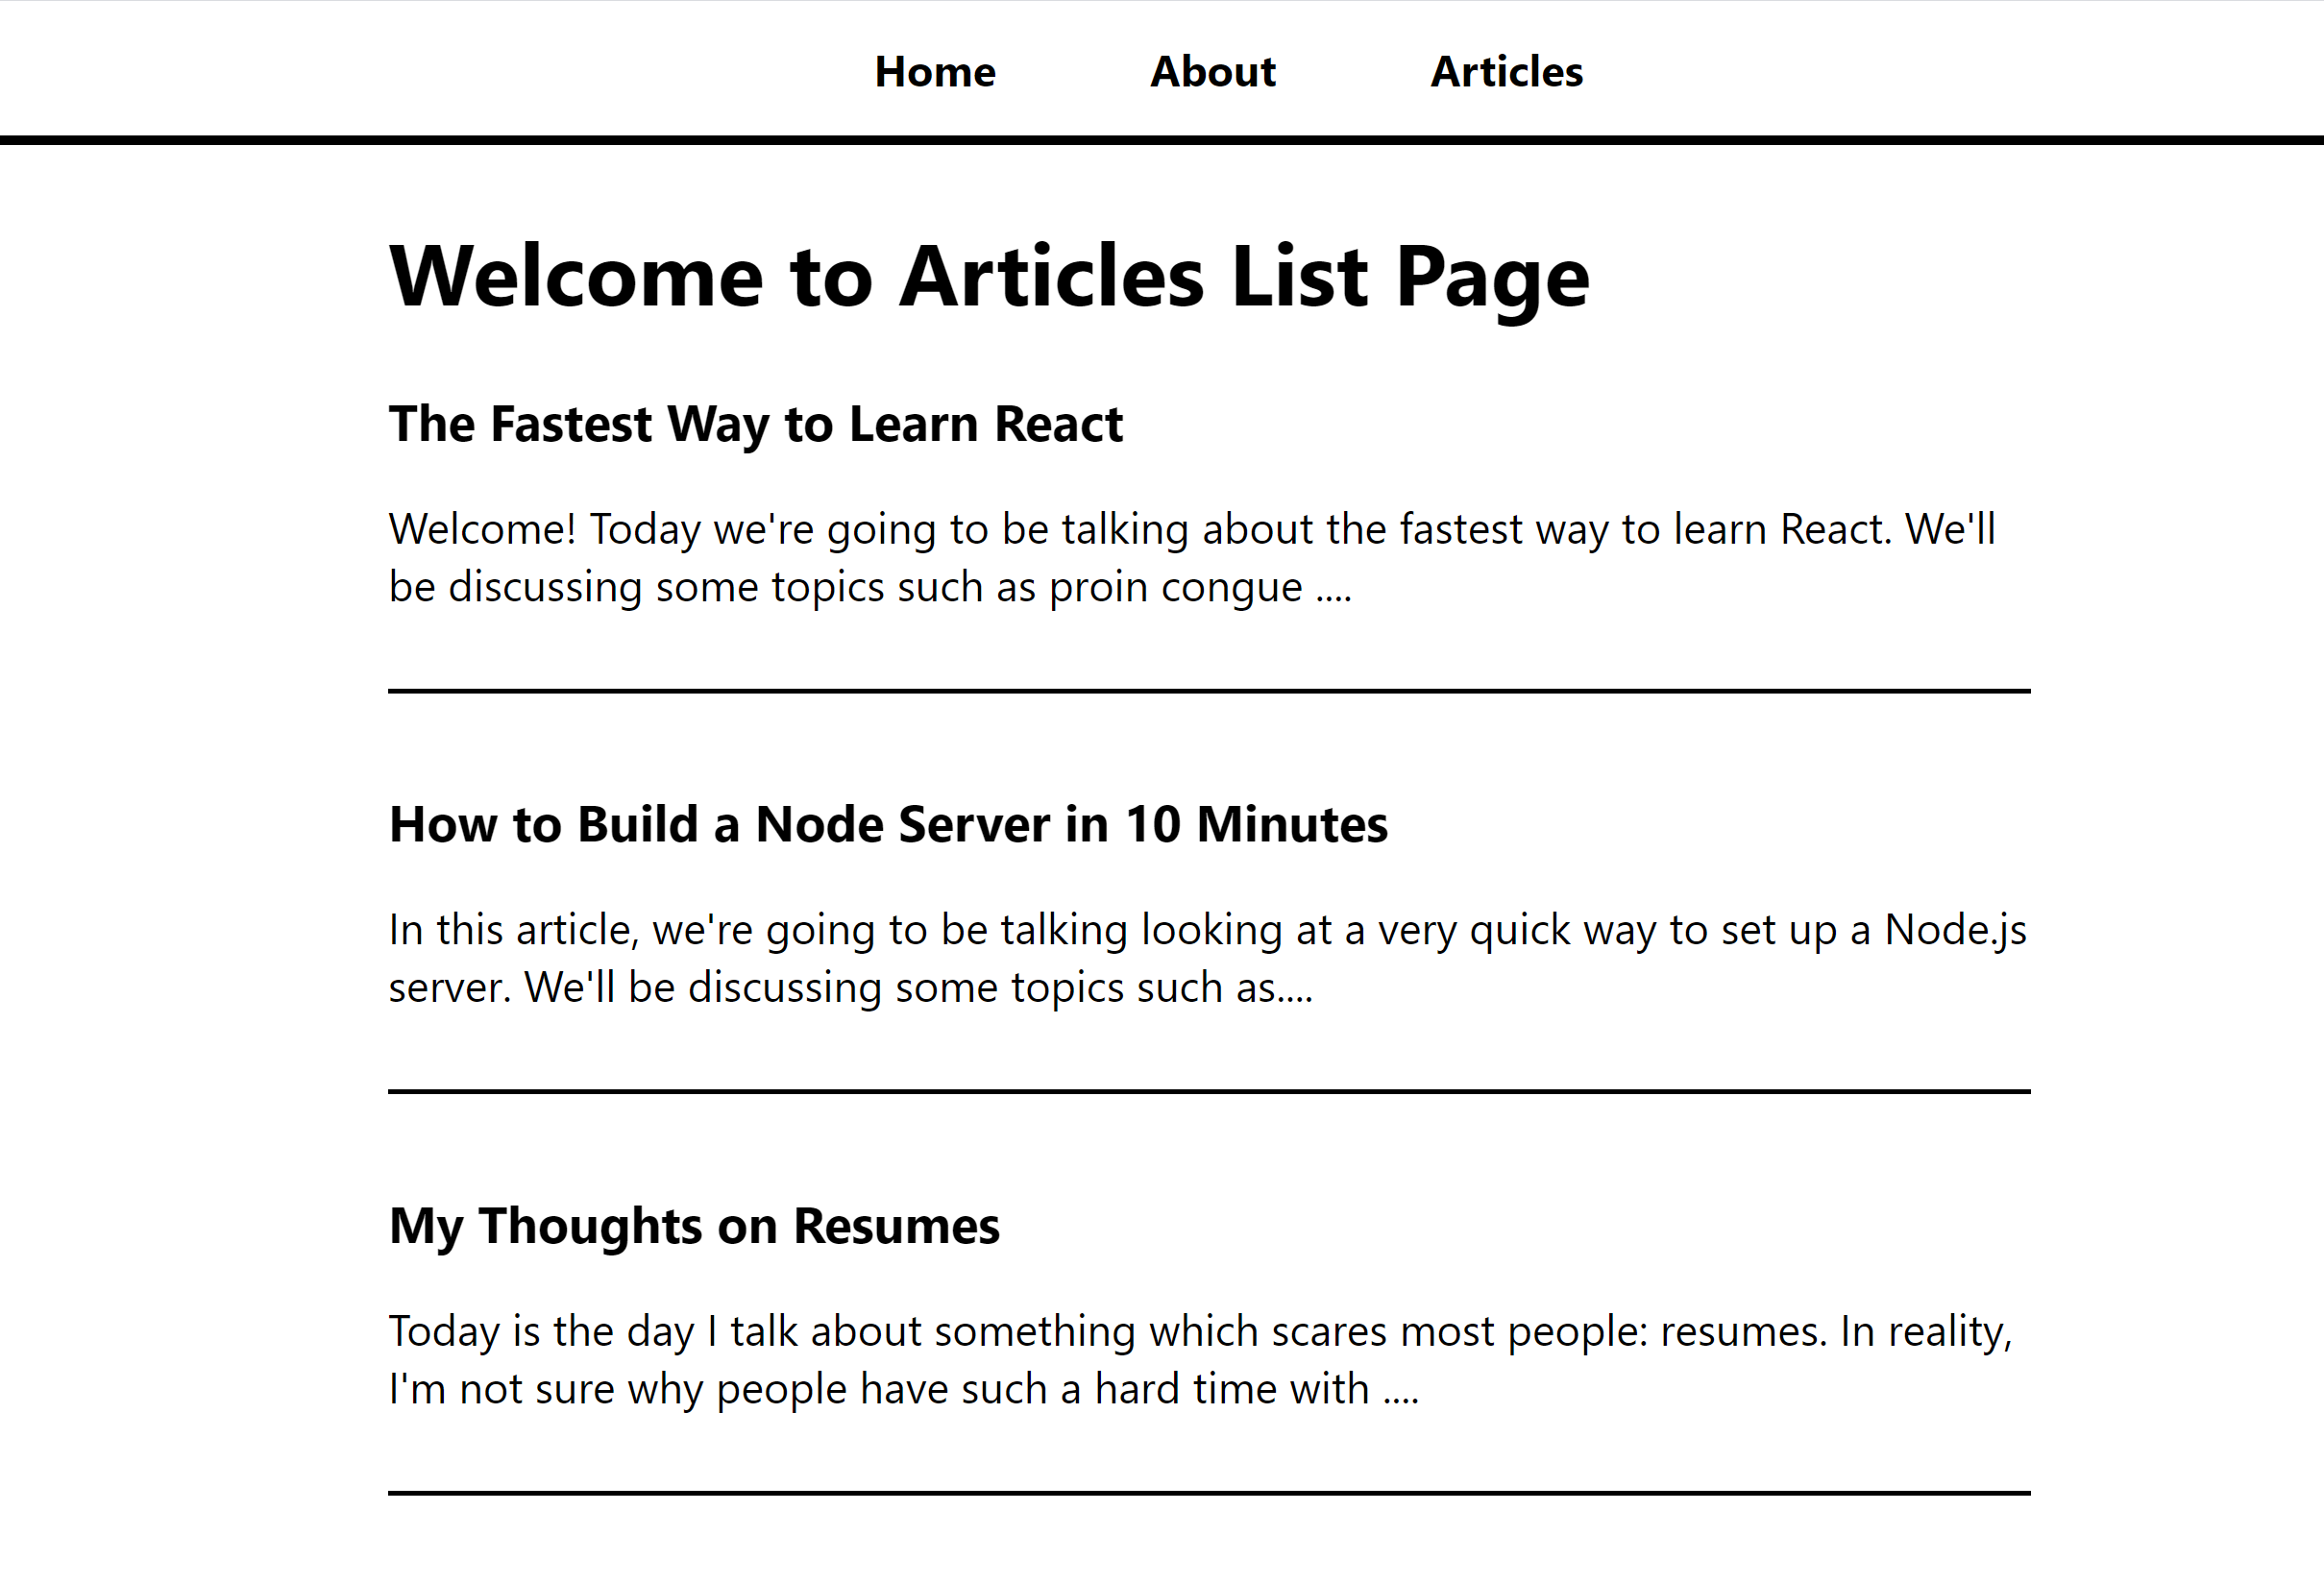 Home About Articles
Welcome to Articles List Page
The Fastest Way to Learn React
Welcome! Today we're going to be talking about the fastest way to learn React. We'll
be discussing some topics such as proin congue ....
How to Build a Node Server in 10 Minutes
In this article, we're going to be talking looking at a very quick way to set up a Node.js
server. We'll be discussing some topics such as....
My Thoughts on Resumes
Today is the day I talk about something which scares most people: resumes. In reality,
I'm not sure why people have such a hard time with ....